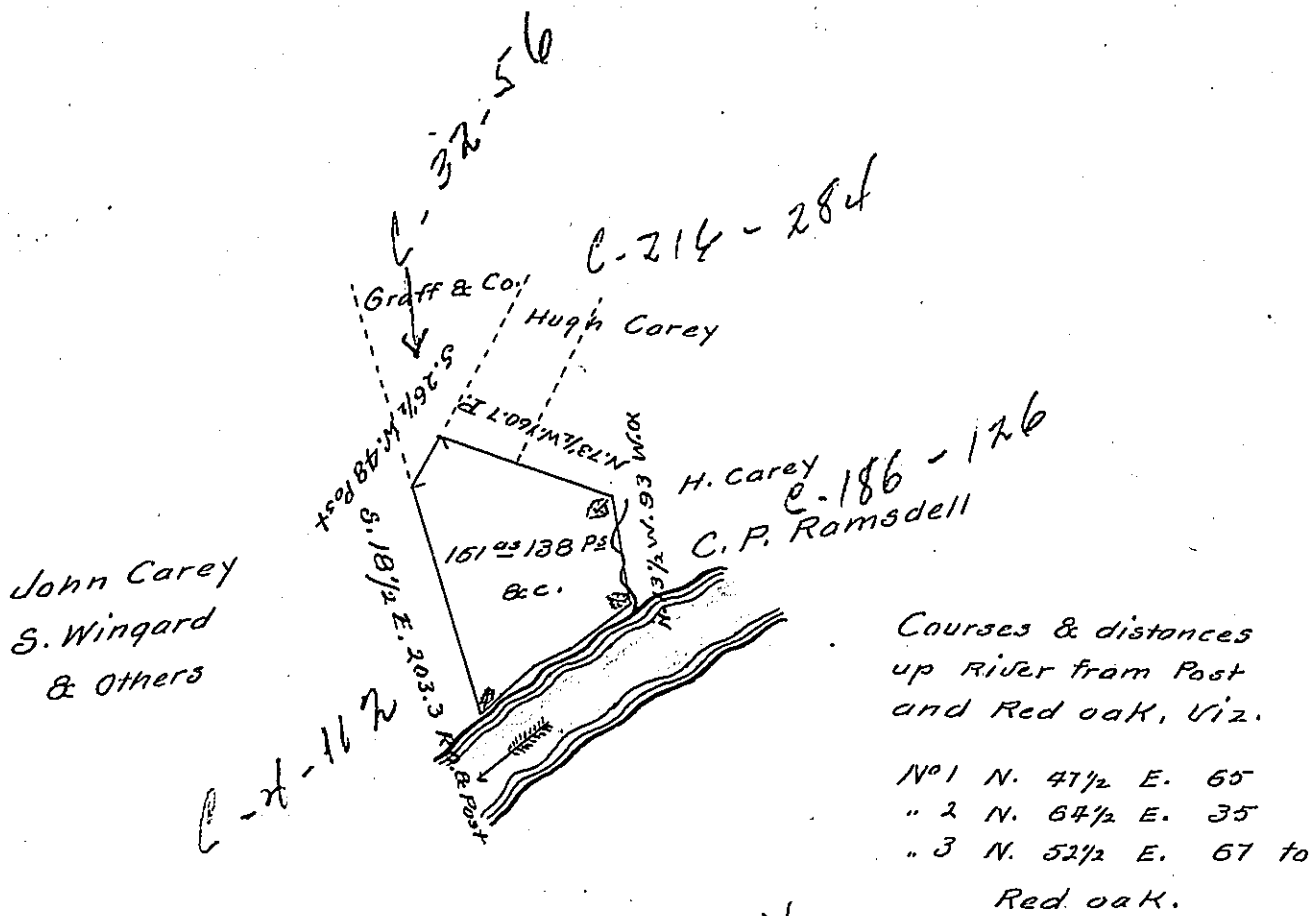 C-32-56
C-216-284
Graff & Co.
Hugh Carey
S. 26½ W. 48 Post
N. 73½ W. 160.7 P.
H. Carey
C-186-126
C. P. Ramsdell
161 as 138 Ps
&c.
N. 3½ W. 93 W.O.
John Carey
S. Wingard
& Others
S. 18½ E. 203.3 R.O. & Post
Courses & distances
up River from Post
and Red oak, Viz.
No 1 N. 47½ E. 65
" 2 N. 64½ E. 35
" 3 N. 52½ E. 67 to
Red oak.